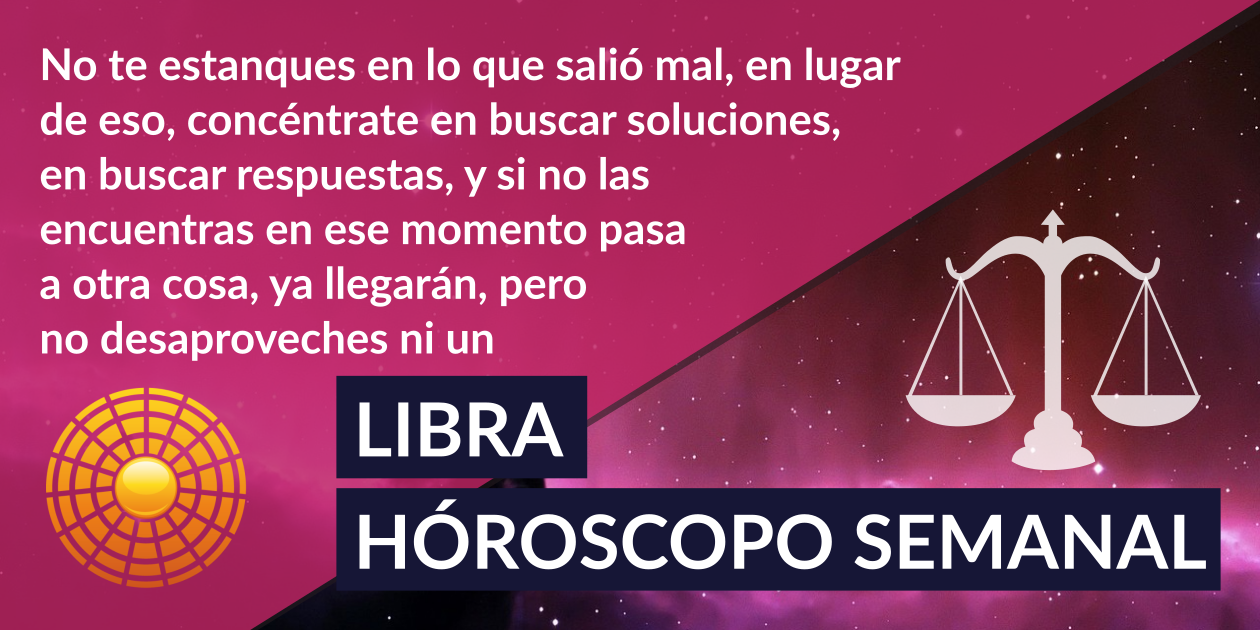 No te estanques en lo que salió mal, en lugar
de eso, concéntrate en buscar soluciones,
en buscar respuestas, y si no las
encuentras en ese momento pasa
a otra cosa, ya llegarán, pero
no desaproveches ni un
LIBRA
HÓROSCOPO SEMANAL